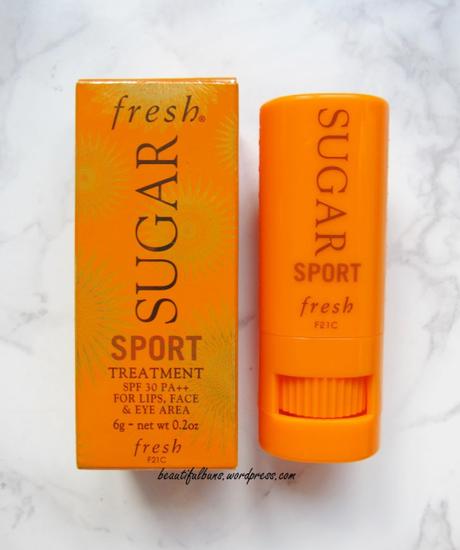 fresh®
SUGAR
SPORT
TREATMENT
SPF 30 PA++
FOR LIPS, FACE
& EYE AREA
6g - net wt 0.2oz
fresh
F21C
SUGAR
SPORT
fresh
F21C
beautifulbuns.wordpress.com